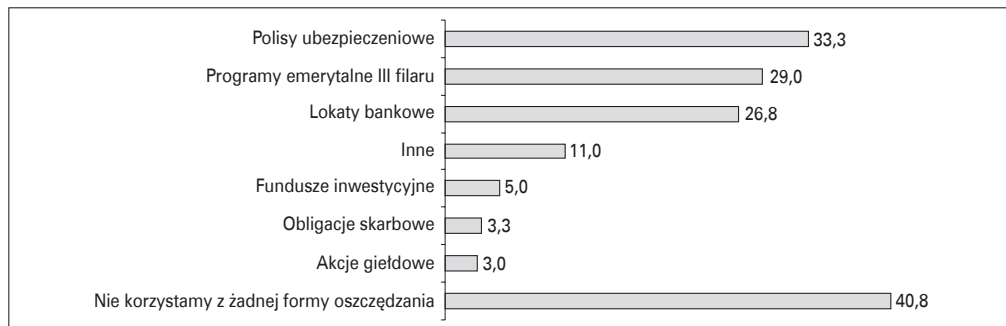 Polisy ubezpieczeniowe 33,3
Programy emerytalne III filaru 29,0
Lokaty bankowe 26,8
Inne 11,0
Fundusze inwestycyjne 5,0
Obligacje skarbowe 3,3
Akcje giełdowe 3,0
Nie korzystamy z żadnej formy oszczędzania 40,8